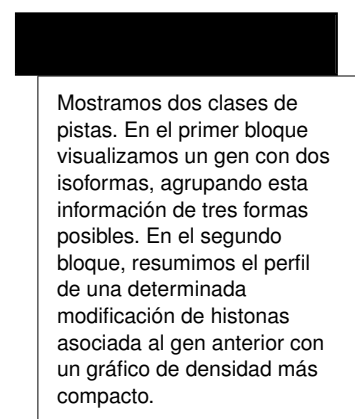 Mostramos dos clases de
pistas. En el primer bloque
visualizamos un gen con dos
isoformas, agrupando esta
información de tres formas
posibles. En el segundo
bloque, resumimos el perfil
de una determinada
modificación de histonas
asociada al gen anterior con
un gráfico de densidad más
compacto.